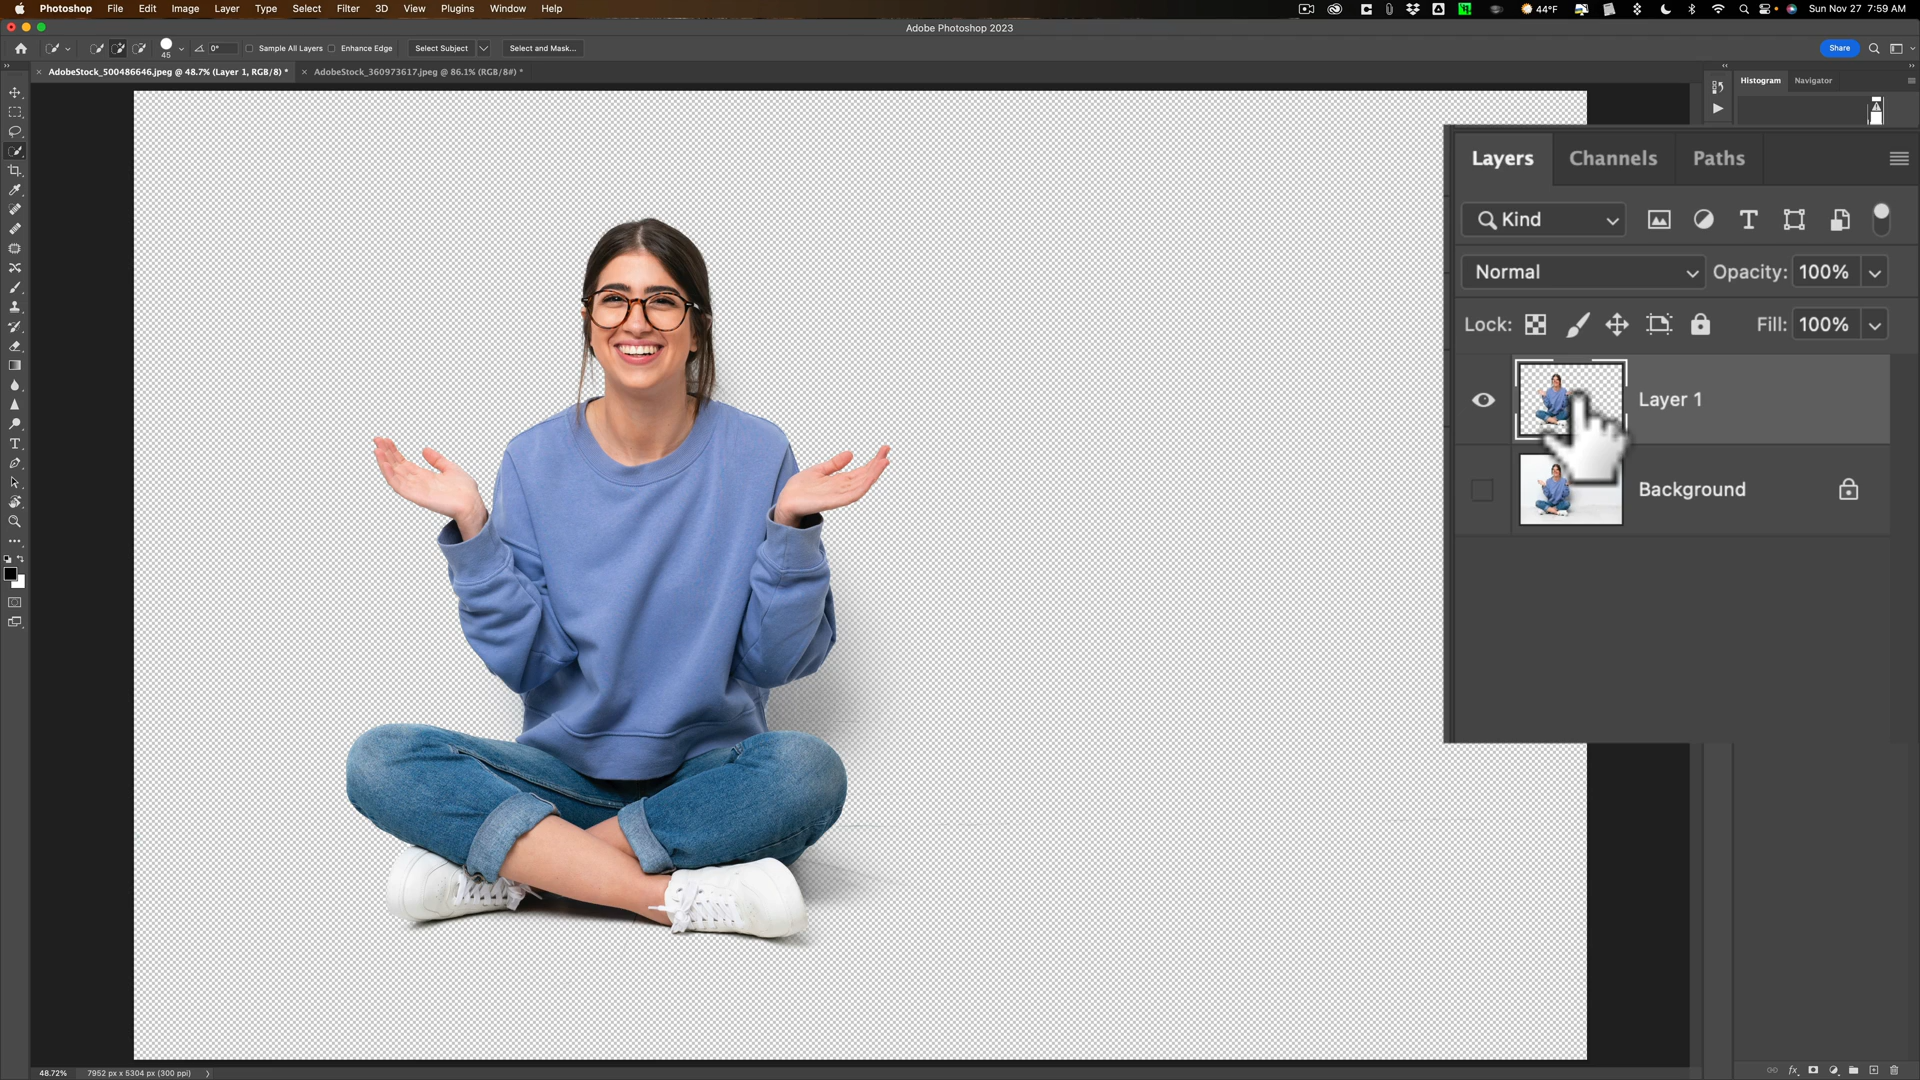 Photoshop File Edit Image Layer Type Select Filter 3D View Plugins Window Help 44°F Sun Nov 27 7:59 AM
Adobe Photoshop 2023
45 0° Sample All Layers Enhance Edge Select Subject Select and Mask... Share
× AdobeStock_500486646.jpeg @ 48.7% (Layer 1, RGB/8) * × AdobeStock_360973617.jpeg @ 86.1% (RGB/8#) *
Histogram Navigator
Layers Channels Paths
Kind
Normal Opacity: 100%
Lock: Fill: 100%
Layer 1
Background
48.72% 7952 px x 5304 px (300 ppi)